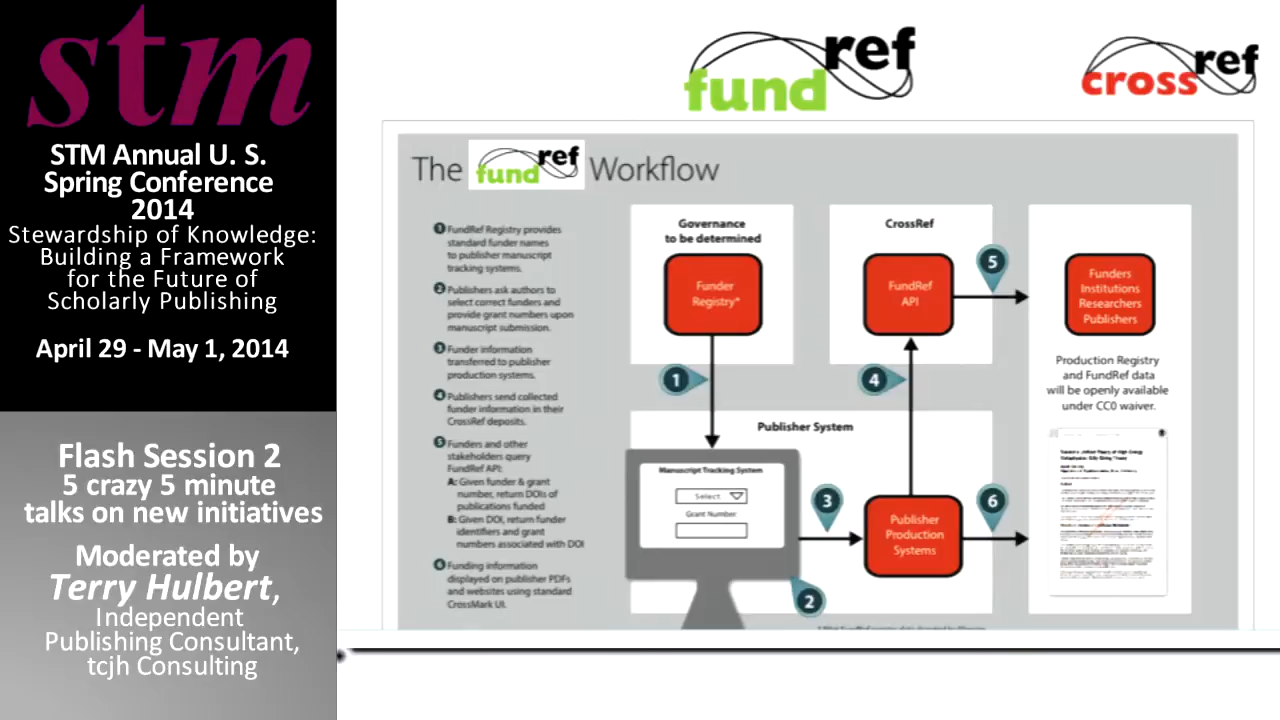 stm
STM Annual U. S.
Spring Conference
2014
Stewardship of Knowledge:
Building a Framework
for the Future of
Scholarly Publishing
April 29 - May 1, 2014
Flash Session 2
5 crazy 5 minute
talks on new initiatives
Moderated by
Terry Hulbert,
Independent
Publishing Consultant,
tcjh Consulting
fundref
crossref
The fundref Workflow
1 FundRef Registry provides
standard funder names
to publisher manuscript
tracking systems.
2 Publishers ask authors to
select correct funders and
provide grant numbers upon
manuscript submission.
3 Funder information
transferred to publisher
production systems.
4 Publishers send collected
funder information in their
CrossRef deposits.
5 Funders and other
stakeholders query
FundRef API:
A: Given funder & grant
number, return DOIs of
publications funded
B: Given DOI, return funder
identifiers and grant
numbers associated with DOI
6 Funding information
displayed on publisher PDFs
and websites using standard
CrossMark UI.
Governance
to be determined
Funder
Registry*
1
CrossRef
FundRef
API
5
4
Funders
Institutions
Researchers
Publishers
Production Registry
and FundRef data
will be openly available
under CC0 waiver.
Publisher System
Manuscript Tracking System
Select
Grant Number
2
3
Publisher
Production
Systems
6